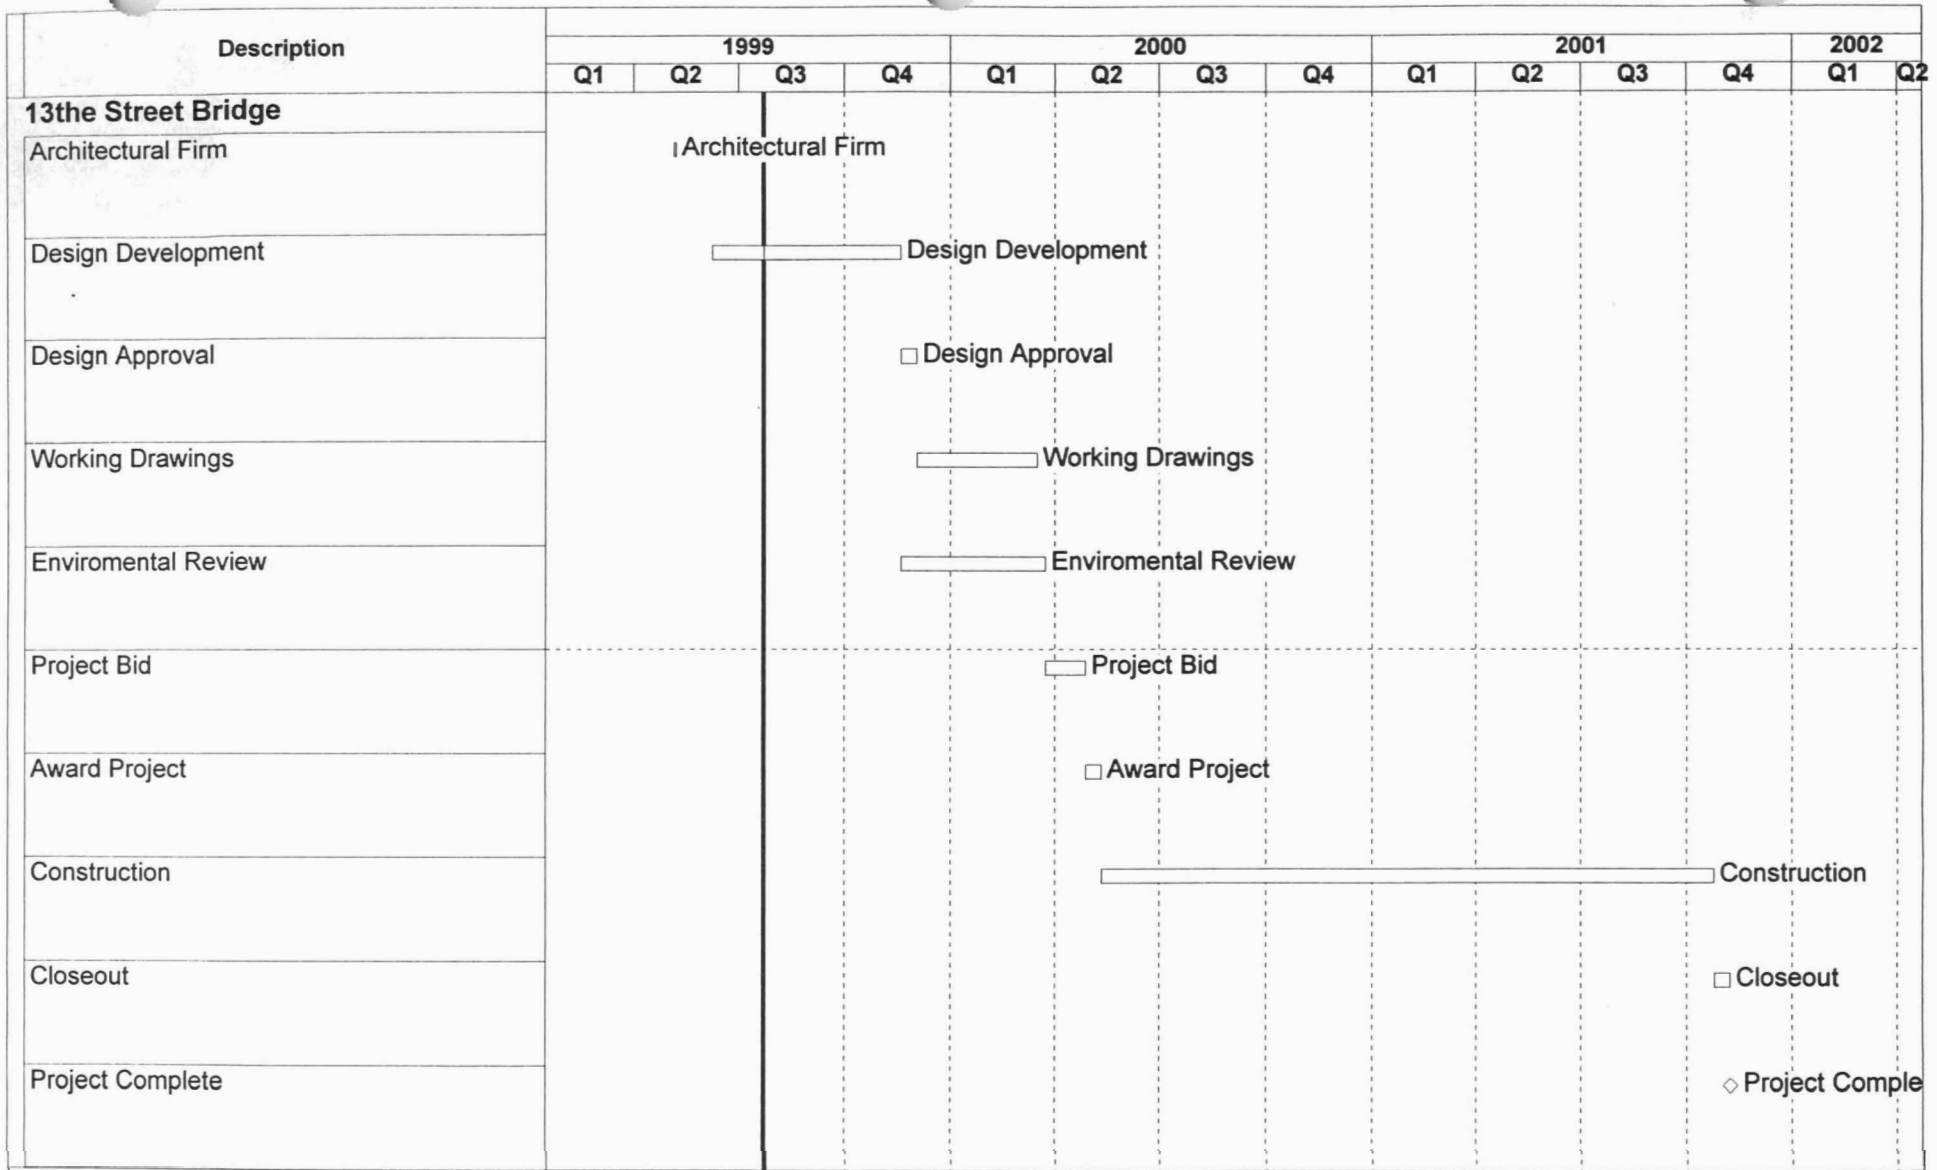 Description
1999 2000 2001 2002
Q1 Q2 Q3 Q4 Q1 Q2 Q3 Q4 Q1 Q2 Q3 Q4 Q1 Q2
13the Street Bridge
Architectural Firm Architectural Firm
Design Development Design Development
Design Approval Design Approval
Working Drawings Working Drawings
Enviromental Review Enviromental Review
Project Bid Project Bid
Award Project Award Project
Construction Construction
Closeout Closeout
Project Complete Project Comple